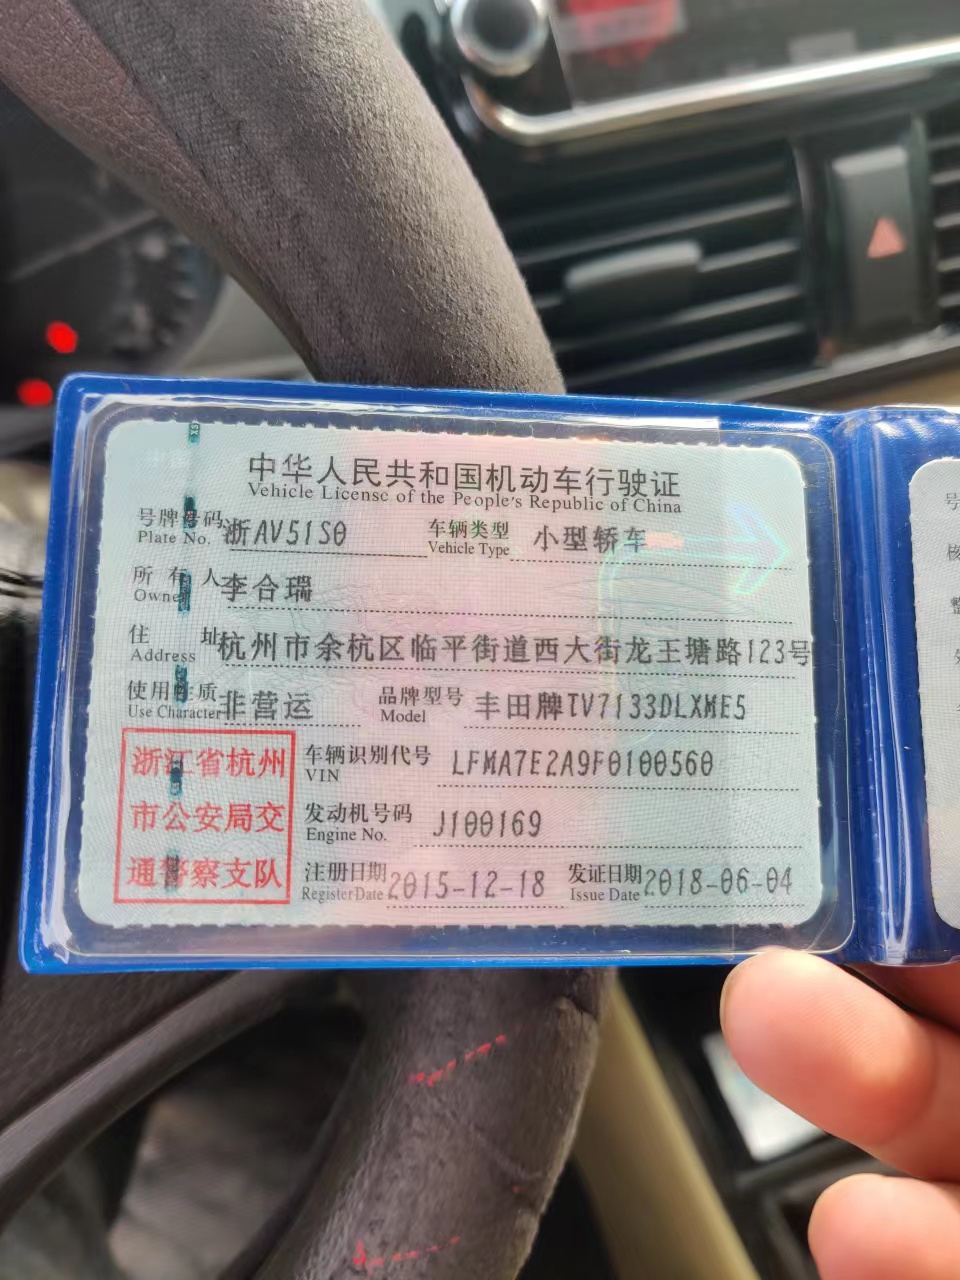 中华人民共和国机动车行驶证
Vehicle License of the People's Republic of China
号牌号码 浙AV51S0 车辆类型 小型轿车
Plate No. Vehicle Type
所有人 李合瑞
Owner
住址 杭州市余杭区临平街道西大街龙王塘路123号
Address
使用性质 非营运 品牌型号 丰田牌TV7133DLXME5
Use Character Model
浙江省杭州
市公安局交
通警察支队
车辆识别代号 LFMA7E2A9F0100560
VIN
发动机号码 J100169
Engine No.
注册日期 2015-12-18 发证日期 2018-06-04
Register Date Issue Date
号
核
整